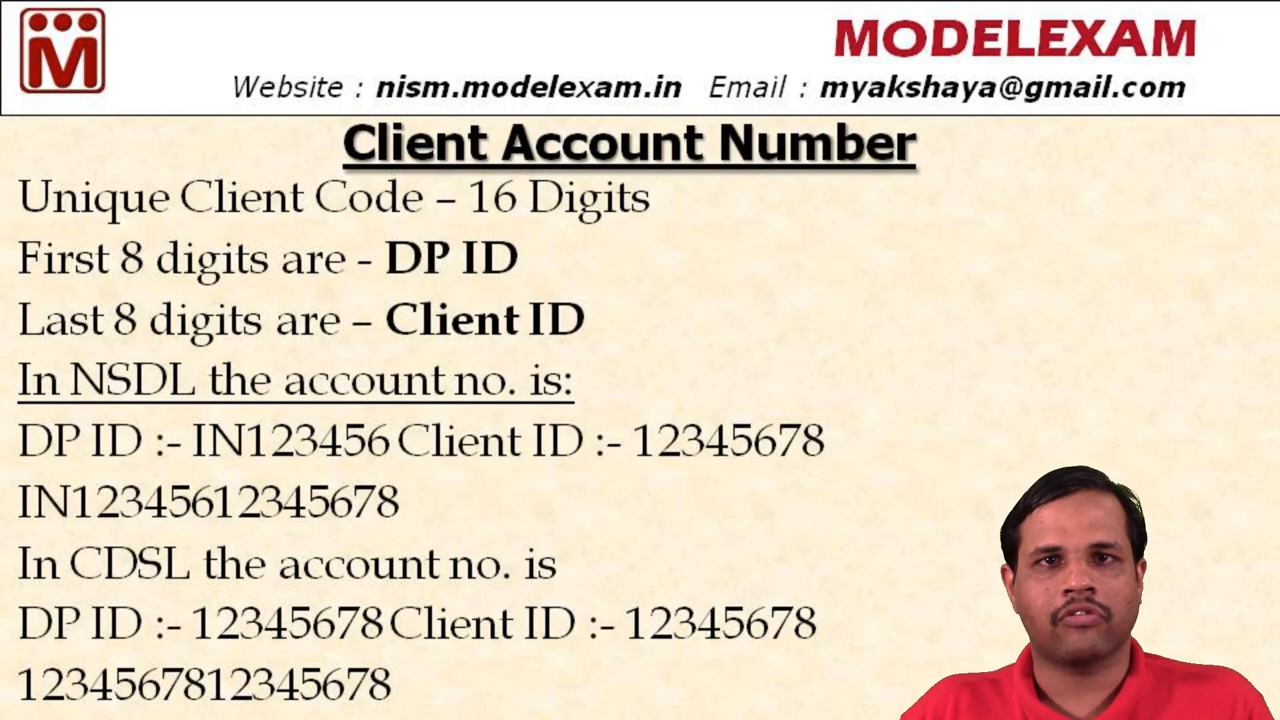 M
MODELEXAM
Website : nism.modelexam.in Email : myakshaya@gmail.com
Client Account Number
Unique Client Code – 16 Digits
First 8 digits are - DP ID
Last 8 digits are – Client ID
In NSDL the account no. is:
DP ID :- IN123456 Client ID :- 12345678
IN12345612345678
In CDSL the account no. is
DP ID :- 12345678 Client ID :- 12345678
1234567812345678